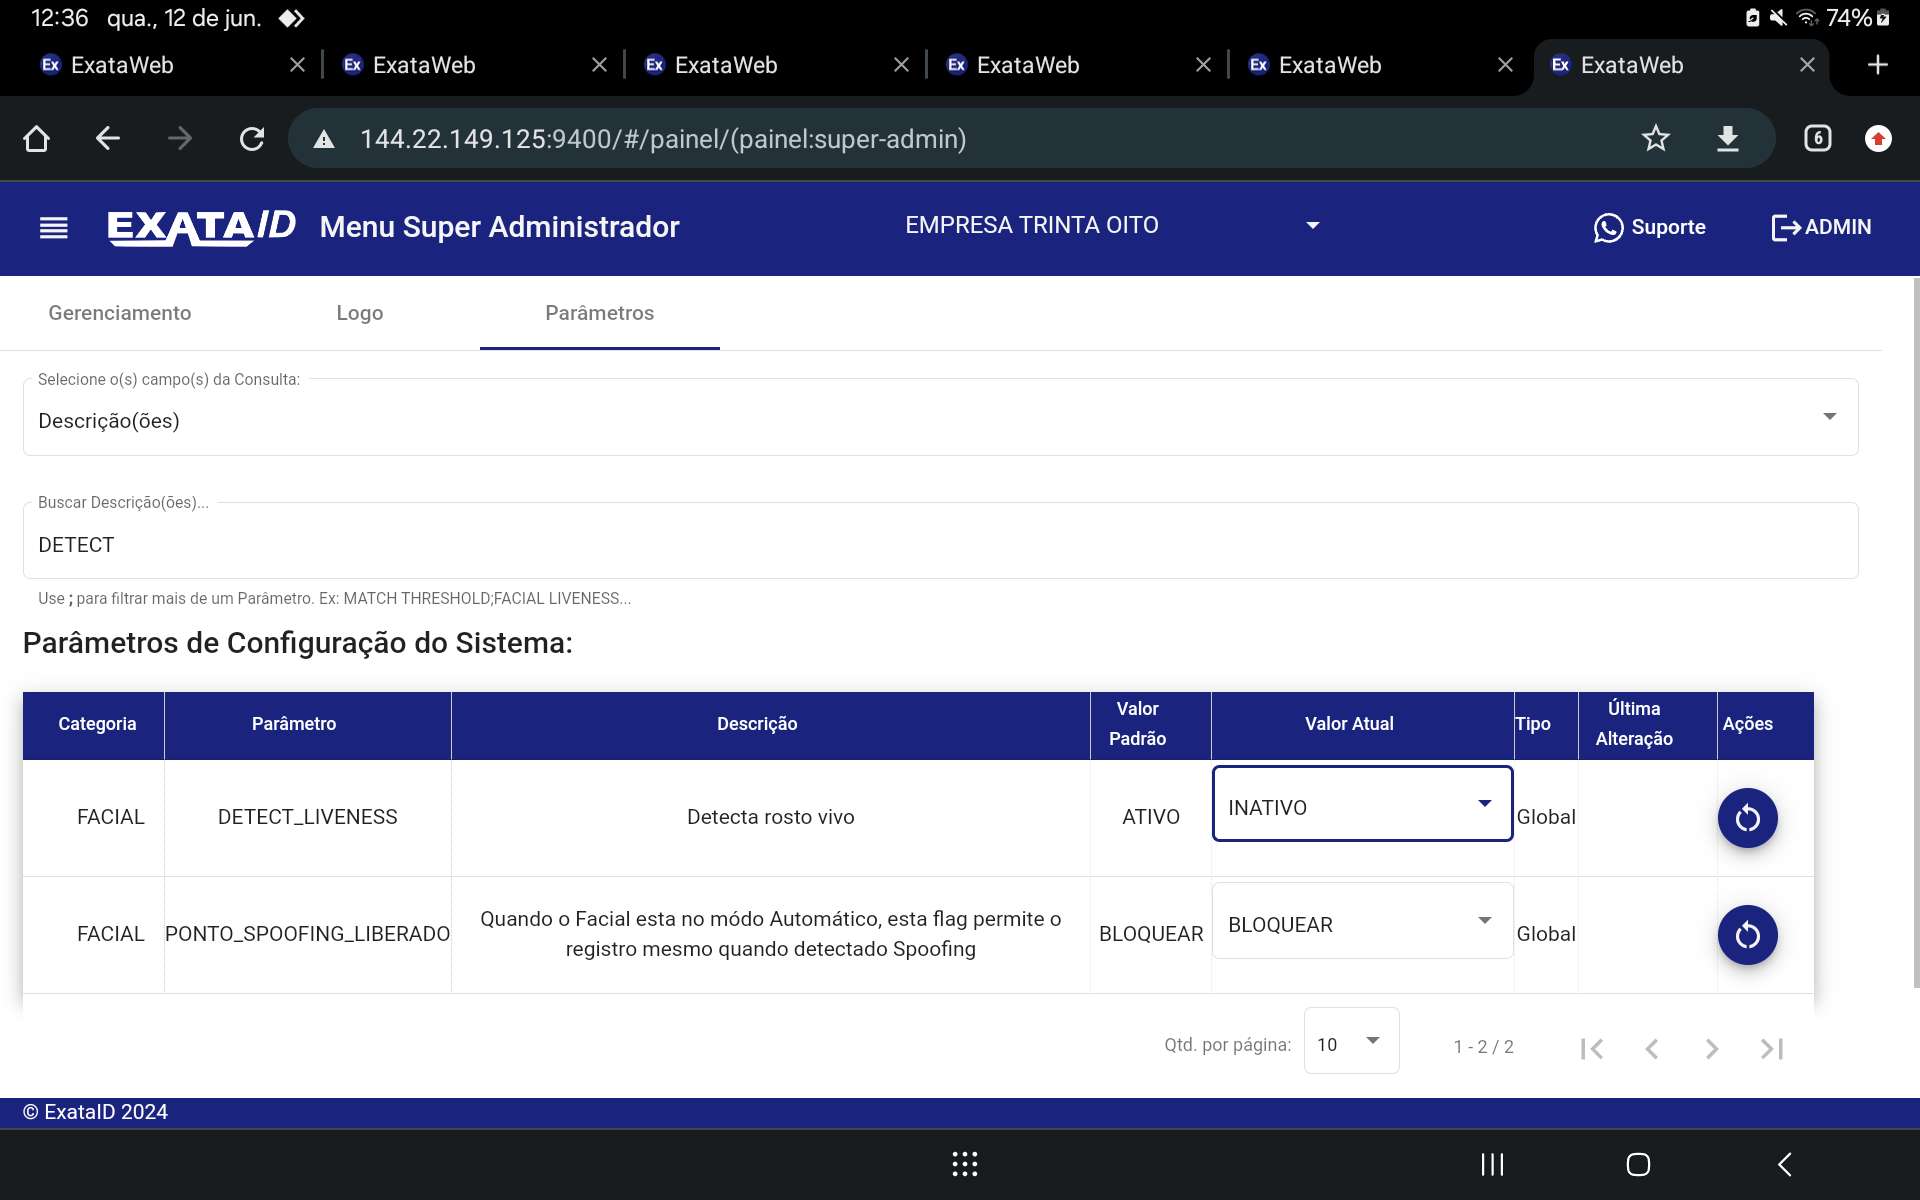 12:36 qua., 12 de jun. 74%
Ex ExataWeb Ex ExataWeb Ex ExataWeb Ex ExataWeb Ex ExataWeb Ex ExataWeb
144.22.149.125:9400/#/painel/(painel:super-admin) 6
EXATAID Menu Super Administrador EMPRESA TRINTA OITO Suporte ADMIN
Gerenciamento Logo Parâmetros
Selecione o(s) campo(s) da Consulta:
Descrição(ões)
Buscar Descrição(ões)...
DETECT
Use ; para filtrar mais de um Parâmetro. Ex: MATCH THRESHOLD;FACIAL LIVENESS...
Parâmetros de Configuração do Sistema:
Categoria Parâmetro Descrição Valor Padrão Valor Atual Tipo Última Alteração Ações
FACIAL DETECT_LIVENESS Detecta rosto vivo ATIVO INATIVO Global
FACIAL PONTO_SPOOFING_LIBERADO Quando o Facial esta no módo Automático, esta flag permite o
registro mesmo quando detectado Spoofing BLOQUEAR BLOQUEAR Global
Qtd. por página: 10 1 - 2 / 2
© ExataID 2024